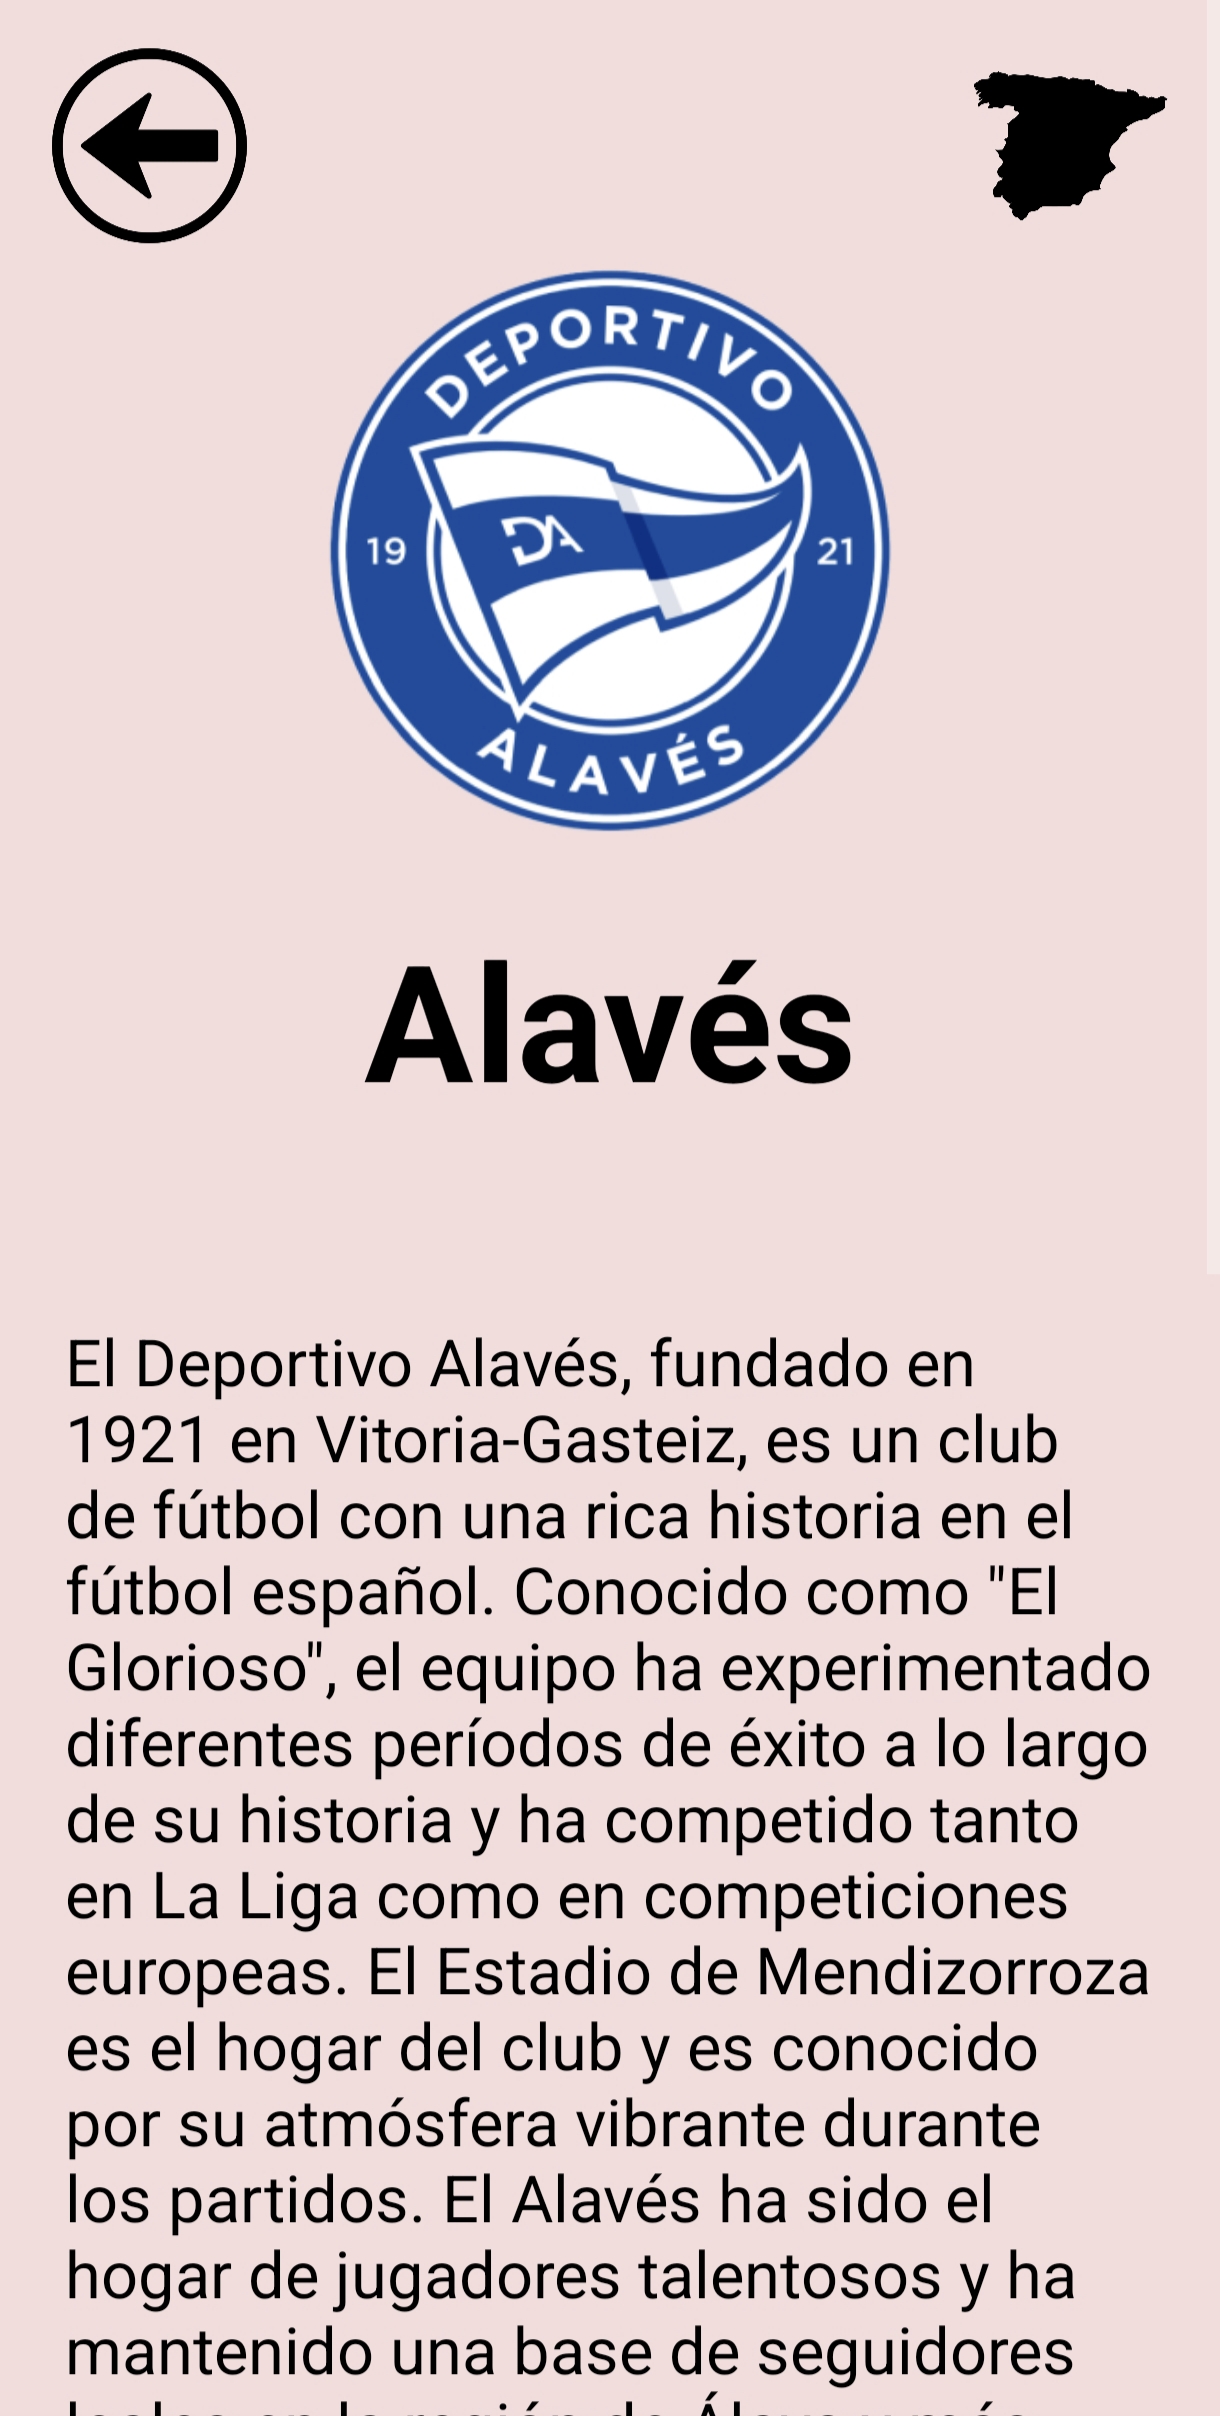 DEPORTIVO
19
DA
21
ALAVÉS
Alavés
El Deportivo Alavés, fundado en
1921 en Vitoria-Gasteiz, es un club
de fútbol con una rica historia en el
fútbol español. Conocido como "El
Glorioso", el equipo ha experimentado
diferentes períodos de éxito a lo largo
de su historia y ha competido tanto
en La Liga como en competiciones
europeas. El Estadio de Mendizorroza
es el hogar del club y es conocido
por su atmósfera vibrante durante
los partidos. El Alavés ha sido el
hogar de jugadores talentosos y ha
mantenido una base de seguidores